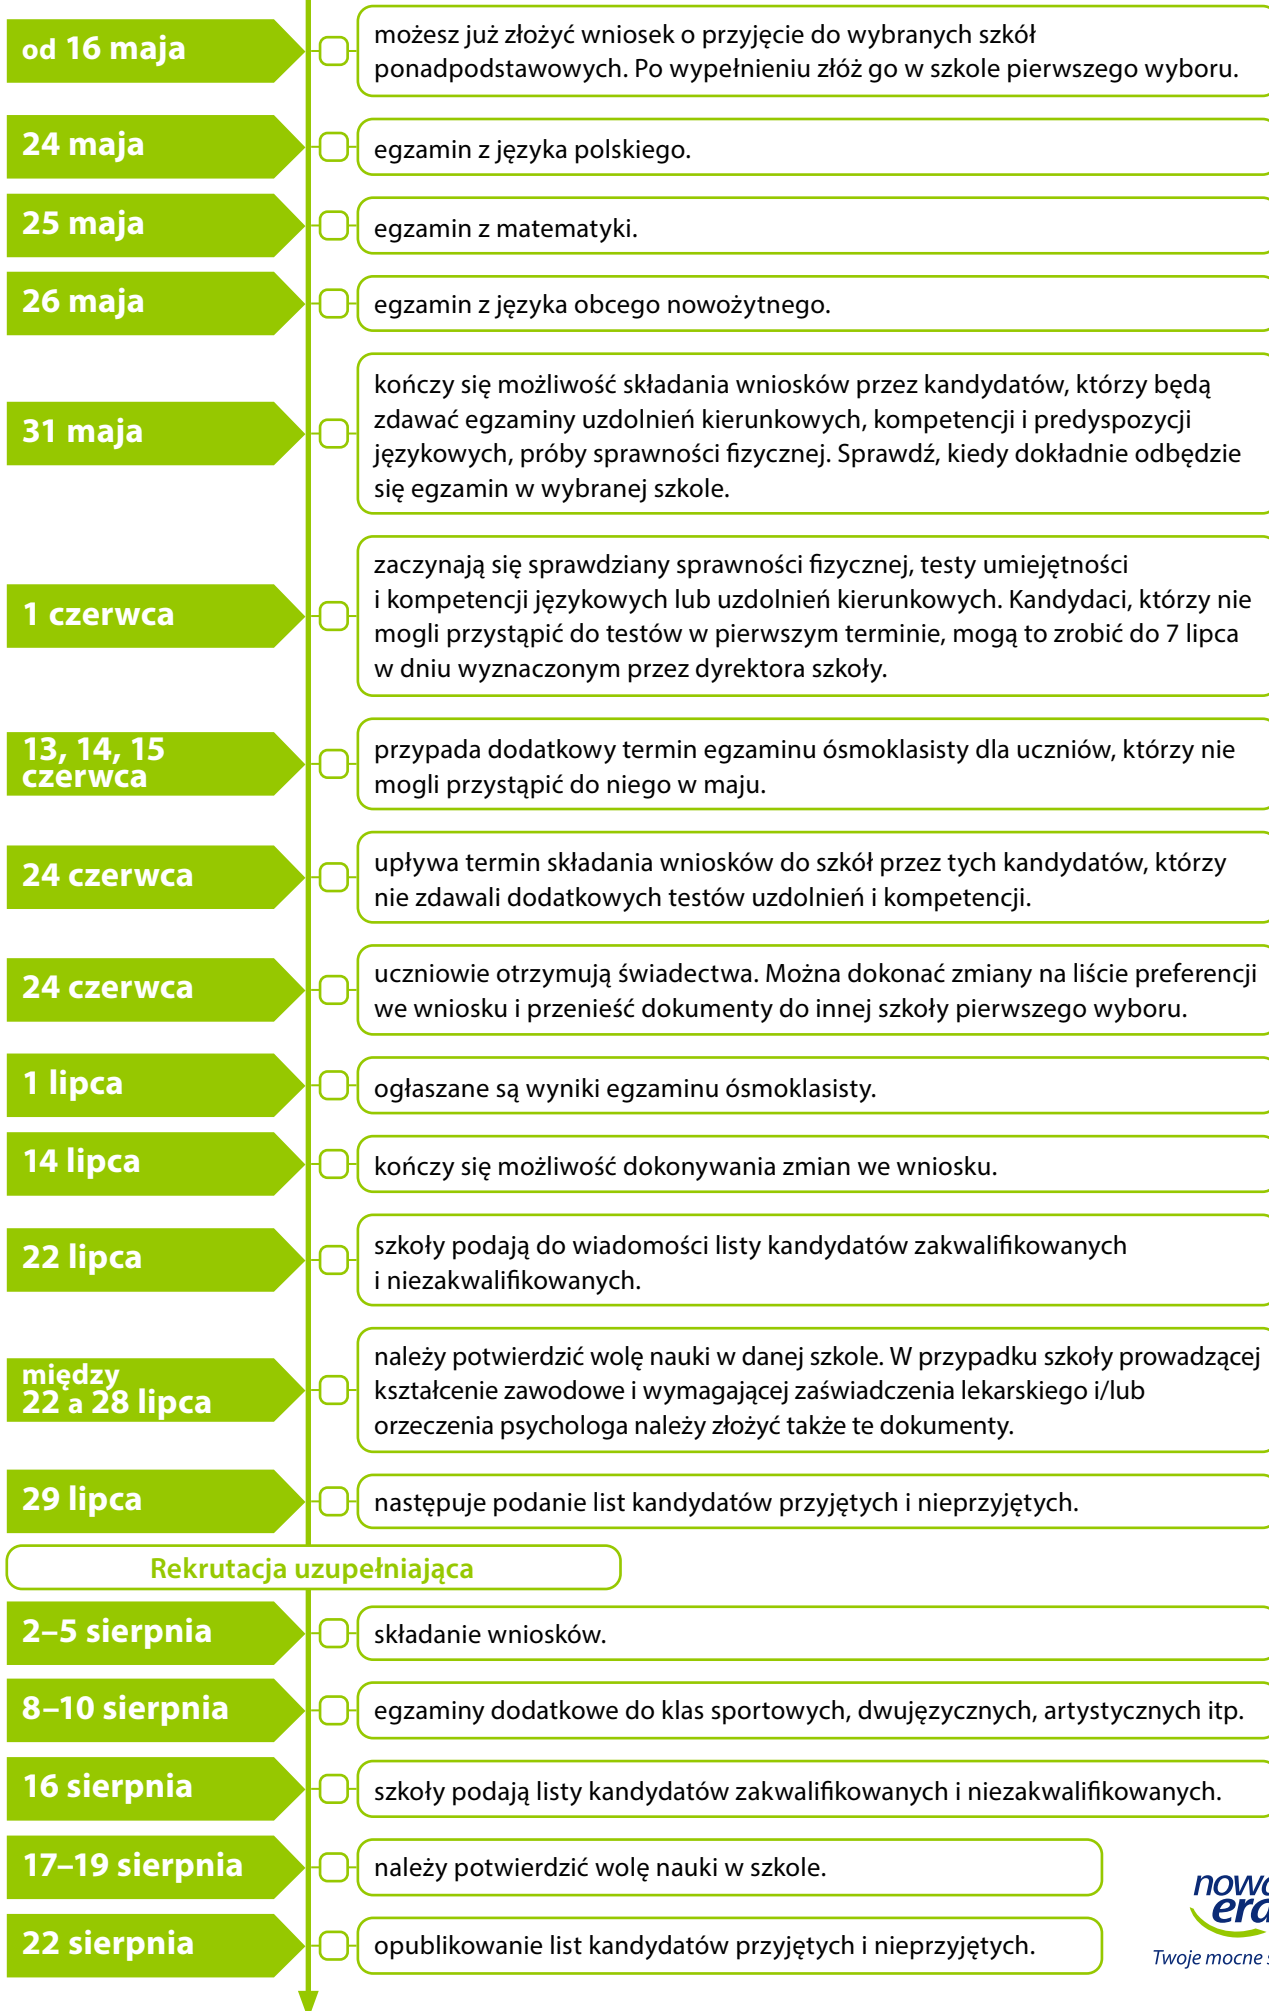 od 16 maja
możesz już złożyć wniosek o przyjęcie do wybranych szkół
ponadpodstawowych. Po wypełnieniu złóż go w szkole pierwszego wyboru.
24 maja
egzamin z języka polskiego.
25 maja
egzamin z matematyki.
26 maja
egzamin z języka obcego nowożytnego.
31 maja
kończy się możliwość składania wniosków przez kandydatów, którzy będą
zdawać egzaminy uzdolnień kierunkowych, kompetencji i predyspozycji
językowych, próby sprawności fizycznej. Sprawdź, kiedy dokładnie odbędzie
się egzamin w wybranej szkole.
1 czerwca
zaczynają się sprawdziany sprawności fizycznej, testy umiejętności
i kompetencji językowych lub uzdolnień kierunkowych. Kandydaci, którzy nie
mogli przystąpić do testów w pierwszym terminie, mogą to zrobić do 7 lipca
w dniu wyznaczonym przez dyrektora szkoły.
13, 14, 15
czerwca
przypada dodatkowy termin egzaminu ósmoklasisty dla uczniów, którzy nie
mogli przystąpić do niego w maju.
24 czerwca
upływa termin składania wniosków do szkół przez tych kandydatów, którzy
nie zdawali dodatkowych testów uzdolnień i kompetencji.
24 czerwca
uczniowie otrzymują świadectwa. Można dokonać zmiany na liście preferencji
we wniosku i przenieść dokumenty do innej szkoły pierwszego wyboru.
1 lipca
ogłaszane są wyniki egzaminu ósmoklasisty.
14 lipca
kończy się możliwość dokonywania zmian we wniosku.
22 lipca
szkoły podają do wiadomości listy kandydatów zakwalifikowanych
i niezakwalifikowanych.
między
22 a 28 lipca
należy potwierdzić wolę nauki w danej szkole. W przypadku szkoły prowadzącej
kształcenie zawodowe i wymagającej zaświadczenia lekarskiego i/lub
orzeczenia psychologa należy złożyć także te dokumenty.
29 lipca
następuje podanie list kandydatów przyjętych i nieprzyjętych.
Rekrutacja uzupełniająca
2–5 sierpnia
składanie wniosków.
8–10 sierpnia
egzaminy dodatkowe do klas sportowych, dwujęzycznych, artystycznych itp.
16 sierpnia
szkoły podają listy kandydatów zakwalifikowanych i niezakwalifikowanych.
17–19 sierpnia
należy potwierdzić wolę nauki w szkole.
22 sierpnia
opublikowanie list kandydatów przyjętych i nieprzyjętych.
Twoje mocne